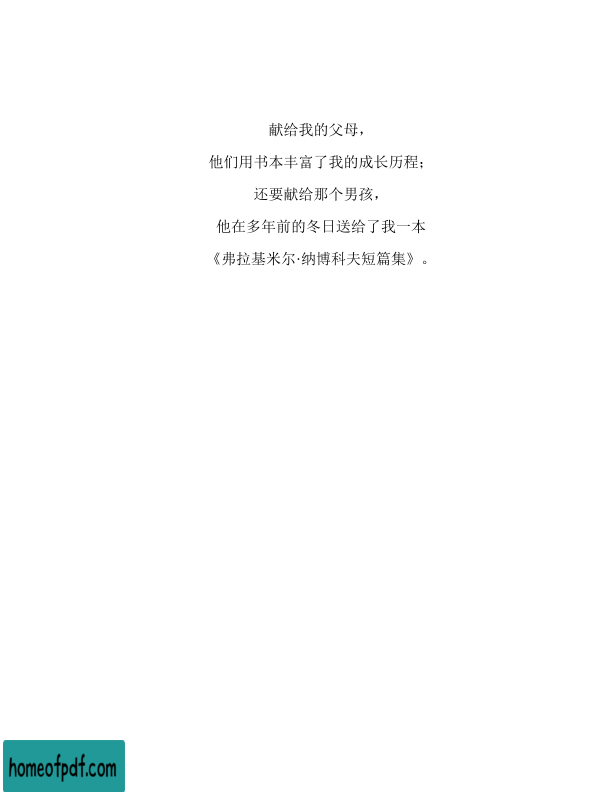 献给我的父母，
他们用书本丰富了我的成长历程；
还要献给那个男孩，
他在多年前的冬日送给了我一本
《弗拉基米尔·纳博科夫短篇集》。
homeofpdf.com